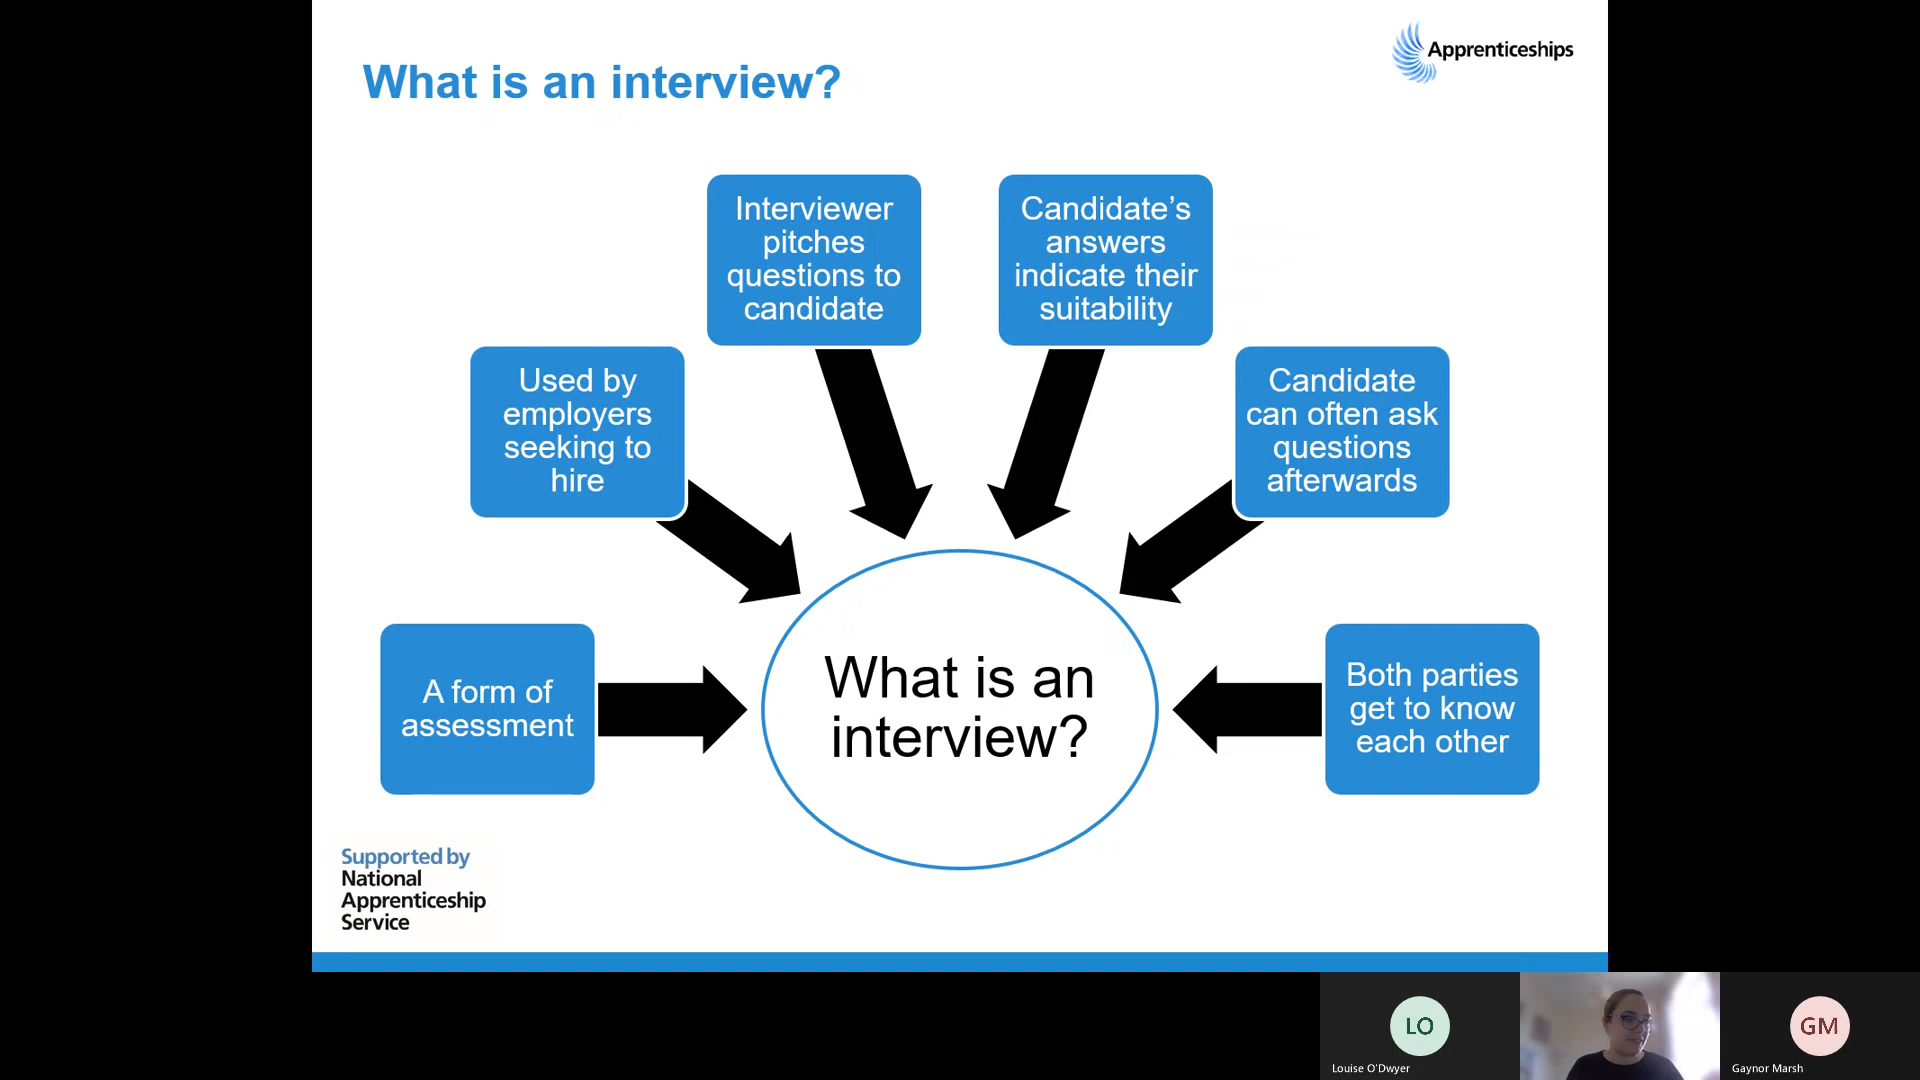 What is an interview?
Apprenticeships
Interviewer
pitches
questions to
candidate
Candidate’s
answers
indicate their
suitability
Used by
employers
seeking to
hire
Candidate
can often ask
questions
afterwards
A form of
assessment
What is an
interview?
Both parties
get to know
each other
Supported by
National
Apprenticeship
Service
LO
Louise O'Dwyer
GM
Gaynor Marsh